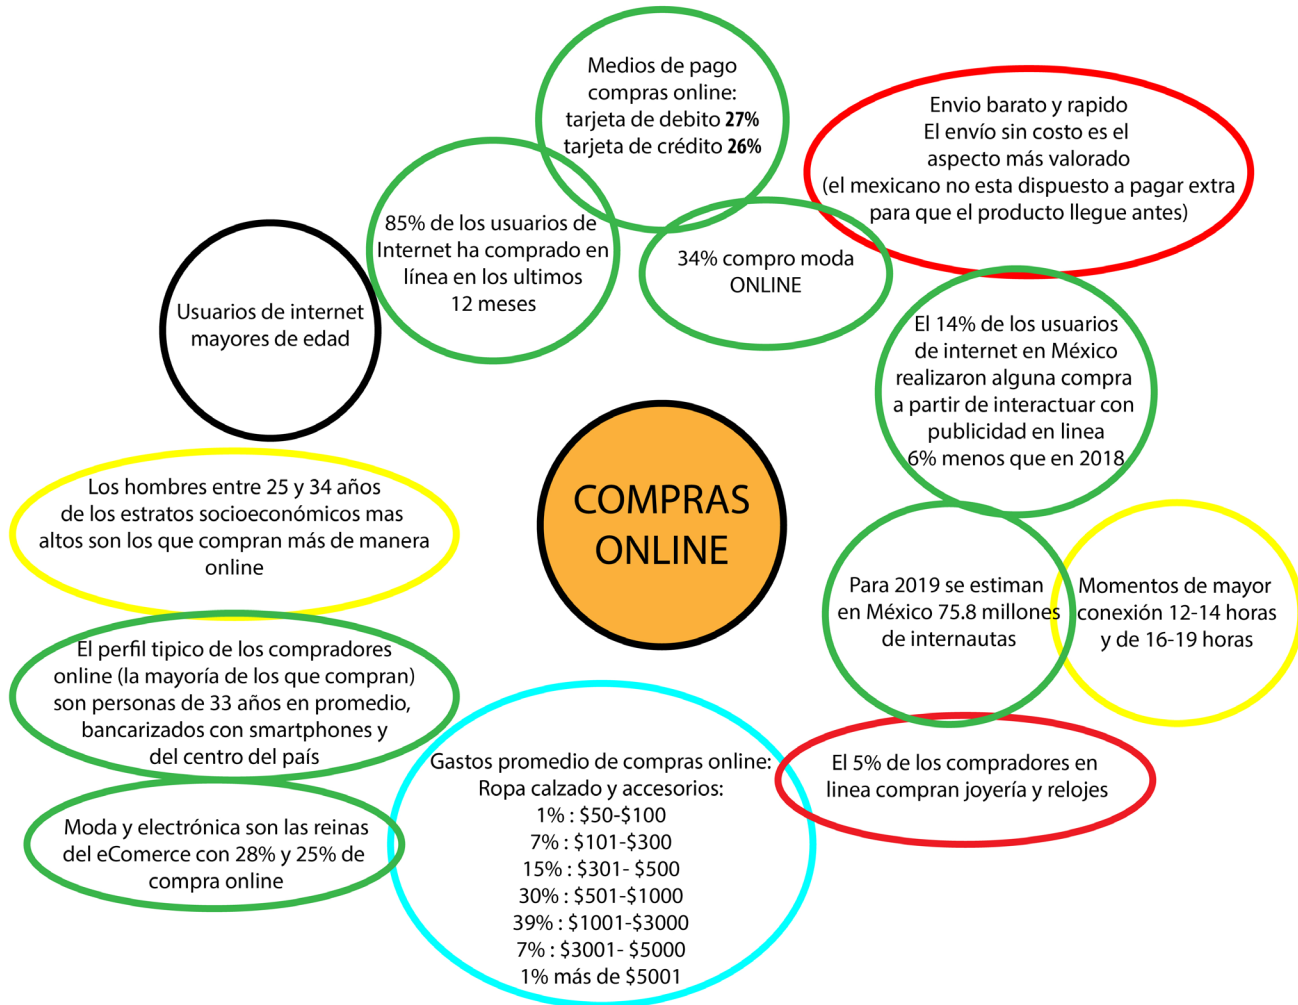 Medios de pago
compras online:
tarjeta de debito 27%
tarjeta de crédito 26%
Envio barato y rapido
El envío sin costo es el
aspecto más valorado
(el mexicano no esta dispuesto a pagar extra
para que el producto llegue antes)
85% de los usuarios de
Internet ha comprado en
línea en los ultimos
12 meses
34% compro moda
ONLINE
Usuarios de internet
mayores de edad
El 14% de los usuarios
de internet en México
realizaron alguna compra
a partir de interactuar con
publicidad en linea
6% menos que en 2018
COMPRAS
ONLINE
Los hombres entre 25 y 34 años
de los estratos socioeconómicos mas
altos son los que compran más de manera
online
Para 2019 se estiman
en México 75.8 millones
de internautas
Momentos de mayor
conexión 12-14 horas
y de 16-19 horas
El perfil tipico de los compradores
online (la mayoría de los que compran)
son personas de 33 años en promedio,
bancarizados con smartphones y
del centro del país
Gastos promedio de compras online:
Ropa calzado y accesorios:
1% : $50-$100
7% : $101-$300
15% : $301- $500
30% : $501-$1000
39% : $1001-$3000
7% : $3001- $5000
1% más de $5001
El 5% de los compradores en
linea compran joyería y relojes
Moda y electrónica son las reinas
del eComerce con 28% y 25% de
compra online